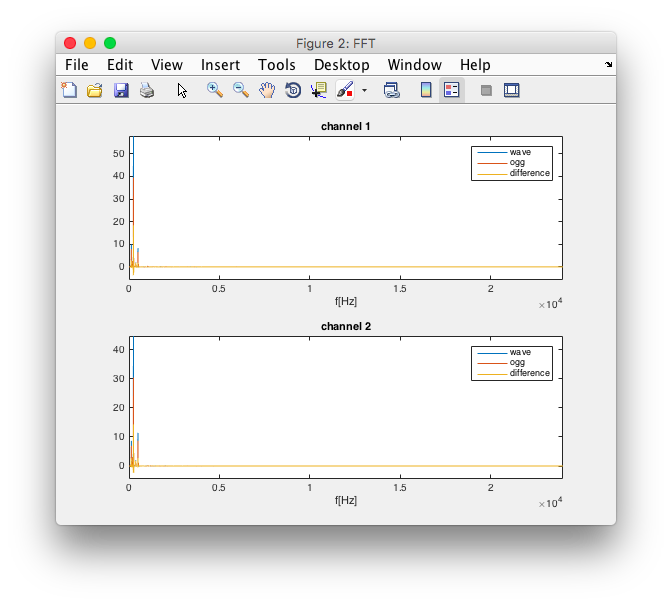 Figure 2: FFT
File Edit View Insert Tools Desktop Window Help
channel 1
50
40
30
20
10
0
wave
ogg
difference
0 0.5 1 1.5 2
f[Hz]
×10^4
channel 2
40
30
20
10
0
wave
ogg
difference
0 0.5 1 1.5 2
f[Hz]
×10^4